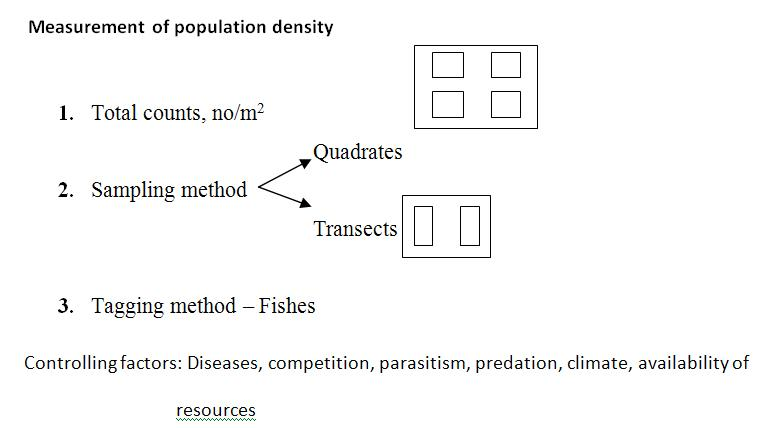 Measurement of population density
1. Total counts, no/m²
Quadrates
2. Sampling method
Transects
3. Tagging method – Fishes
Controlling factors: Diseases, competition, parasitism, predation, climate, availability of
resources